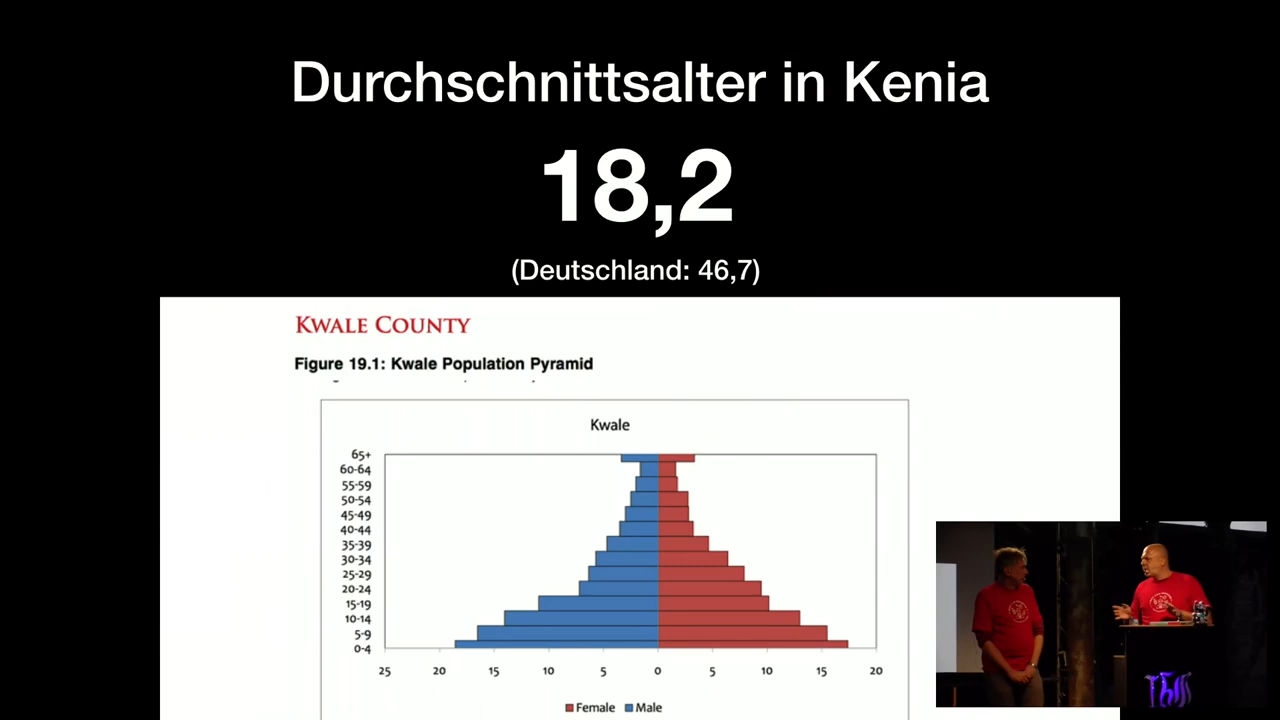 Durchschnittsalter in Kenia
18,2
(Deutschland: 46,7)
KWALE COUNTY
Figure 19.1: Kwale Population Pyramid
Kwale
65+
60-64
55-59
50-54
45-49
40-44
35-39
30-34
25-29
20-24
15-19
10-14
5-9
0-4
25 20 15 10 5 0 5 10 15 20
Female Male